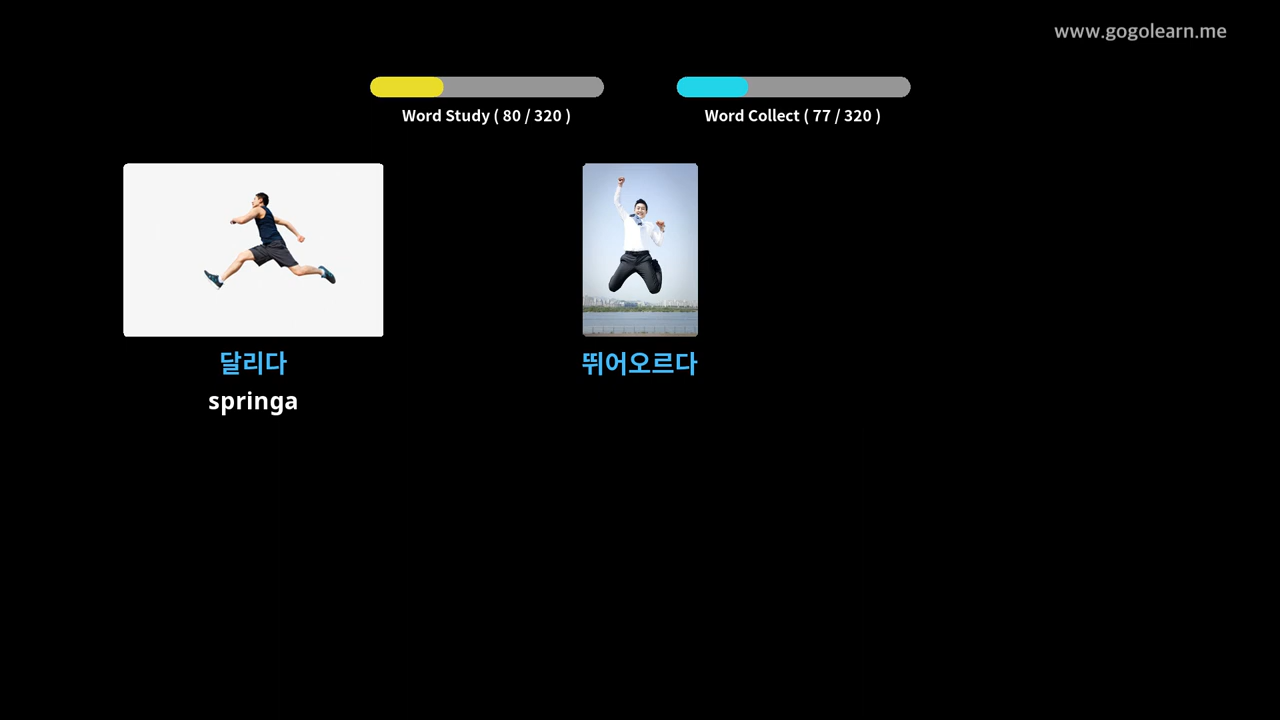 www.gogolearn.me
Word Study ( 80 / 320 )
Word Collect ( 77 / 320 )
달리다
springa
뛰어오르다